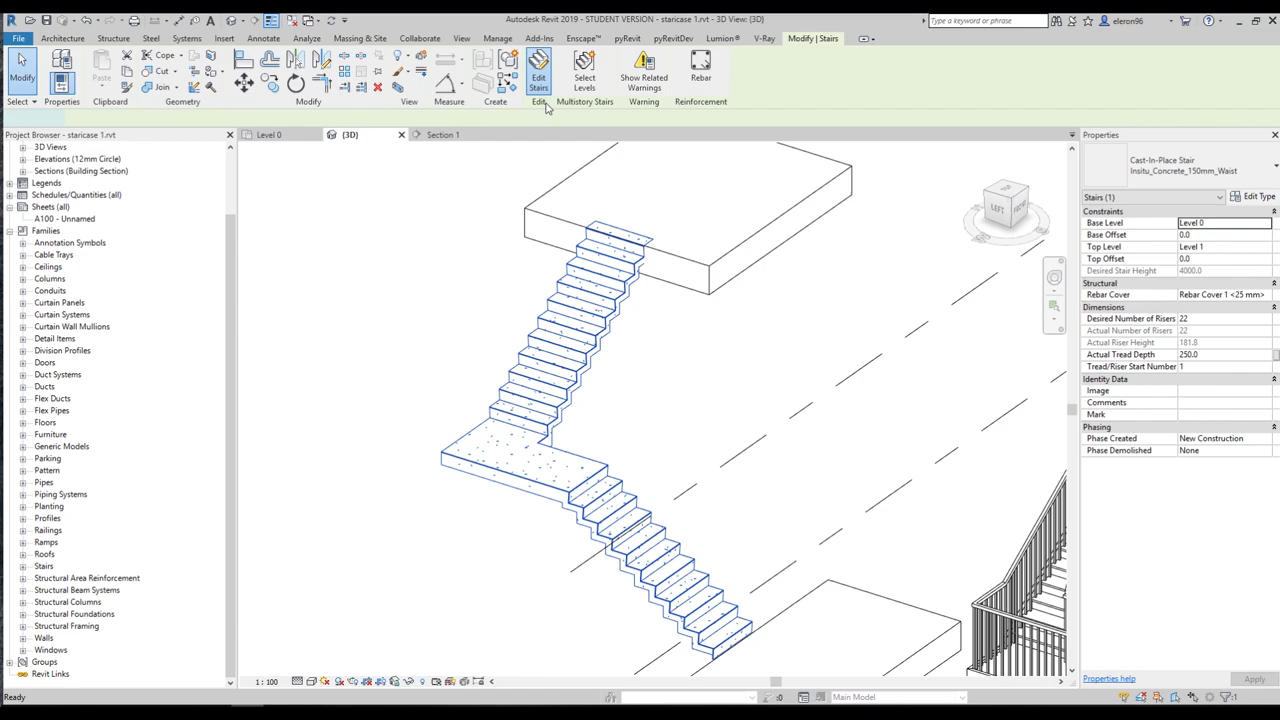 Autodesk Revit 2019 - STUDENT VERSION - staircase 1.rvt - 3D View: {3D}
Type a keyword or phrase
eleron96
File Architecture Structure Steel Systems Insert Annotate Analyze Massing & Site Collaborate View Manage Add-Ins Enscape™ pyRevit pyRevitDev Lumion® V-Ray Modify | Stairs
Modify
Properties
Paste
Cope
Cut
Join
Edit Stairs
Select Levels
Show Related Warnings
Rebar
Select Properties Clipboard Geometry Modify View Measure Create Edit Multistory Stairs Warning Reinforcement
Project Browser - staircase 1.rvt
Level 0
{3D}
Section 1
Properties
3D Views
Elevations (12mm Circle)
Sections (Building Section)
Legends
Schedules/Quantities (all)
Sheets (all)
A100 - Unnamed
Families
Annotation Symbols
Cable Trays
Ceilings
Columns
Conduits
Curtain Panels
Curtain Systems
Curtain Wall Mullions
Detail Items
Division Profiles
Doors
Duct Systems
Ducts
Flex Ducts
Flex Pipes
Floors
Furniture
Generic Models
Parking
Pattern
Pipes
Piping Systems
Planting
Profiles
Railings
Ramps
Roofs
Stairs
Structural Area Reinforcement
Structural Beam Systems
Structural Columns
Structural Foundations
Structural Framing
Walls
Windows
Groups
Revit Links
TOP
LEFT
FRONT
Cast-In-Place Stair
Insitu_Concrete_150mm_Waist
Stairs (1)
Edit Type
Constraints
Base Level Level 0
Base Offset 0.0
Top Level Level 1
Top Offset 0.0
Desired Stair Height 4000.0
Structural
Rebar Cover Rebar Cover 1 <25 mm>
Dimensions
Desired Number of Risers 22
Actual Number of Risers 22
Actual Riser Height 181.8
Actual Tread Depth 250.0
Tread/Riser Start Number 1
Identity Data
Image
Comments
Mark
Phasing
Phase Created New Construction
Phase Demolished None
Properties help
Apply
1 : 100
Ready
:0
Main Model
:1